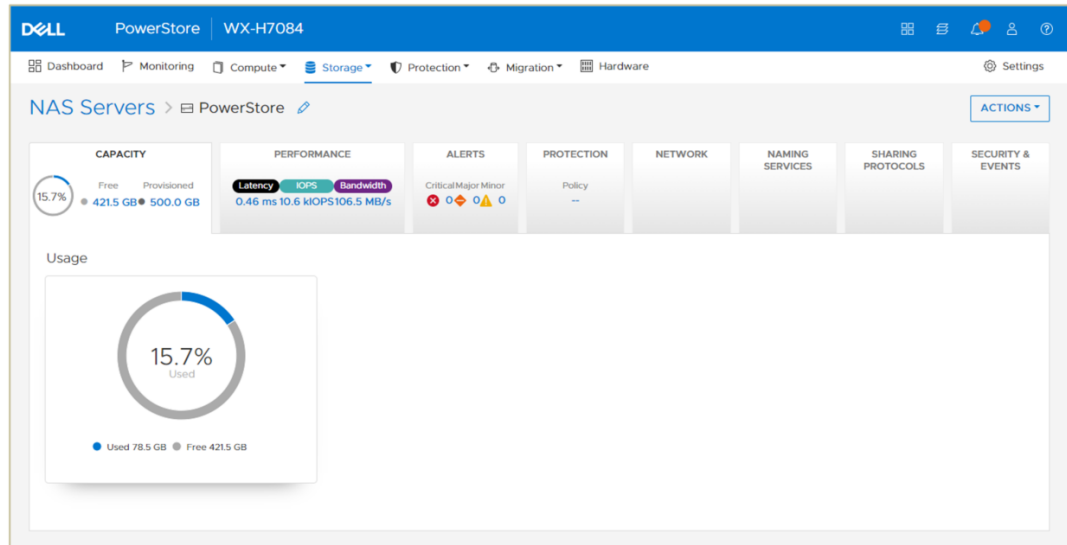 DELL PowerStore WX-H7084
Dashboard Monitoring Compute Storage Protection Migration Hardware Settings
NAS Servers > PowerStore
ACTIONS
CAPACITY
15.7%
Free Provisioned
421.5 GB 500.0 GB
PERFORMANCE
Latency IOPS Bandwidth
0.46 ms 10.6 kIOPS 106.5 MB/s
ALERTS
Critical Major Minor
0 0 0
PROTECTION
Policy
--
NETWORK
NAMING
SERVICES
SHARING
PROTOCOLS
SECURITY &
EVENTS
Usage
15.7%
Used
Used 78.5 GB Free 421.5 GB